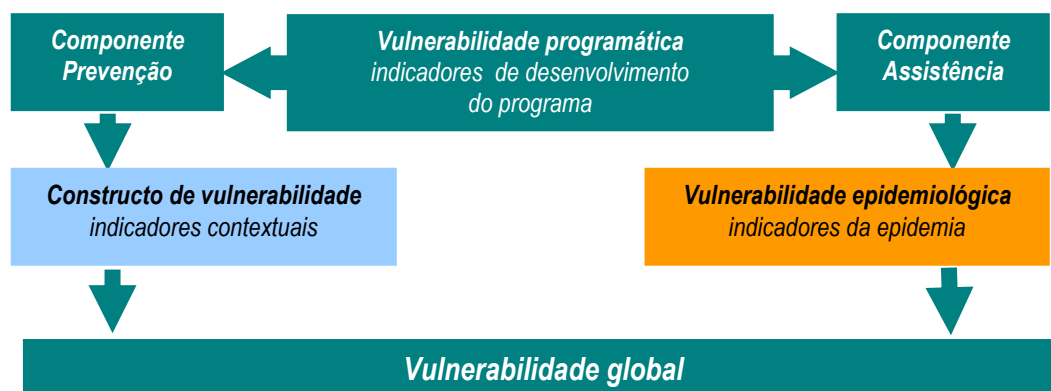 Componente
Prevenção
Vulnerabilidade programática
indicadores de desenvolvimento
do programa
Componente
Assistência
Constructo de vulnerabilidade
indicadores contextuais
Vulnerabilidade epidemiológica
indicadores da epidemia
Vulnerabilidade global